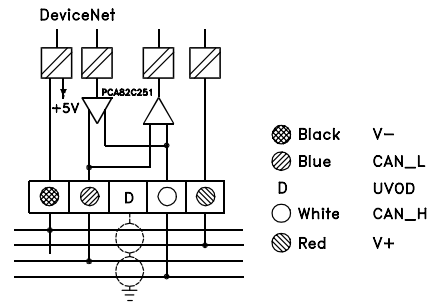 DeviceNet
PCA82C251
+5V
Black V-
Blue CAN_L
D UVOD
White CAN_H
Red V+
D